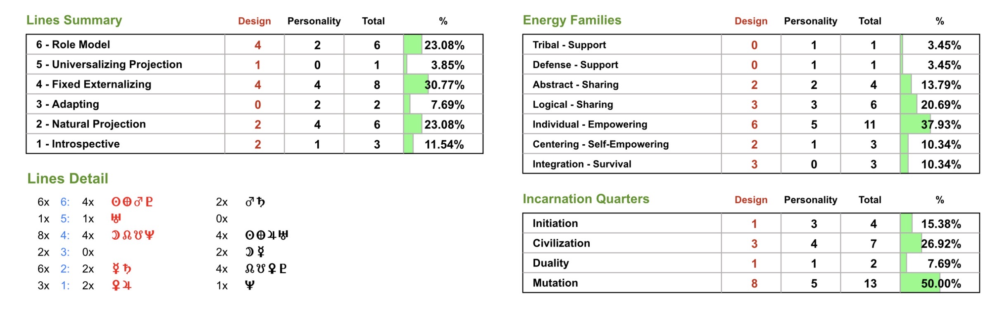 Lines Summary Design Personality Total %
6 - Role Model 4 2 6 23.08%
5 - Universalizing Projection 1 0 1 3.85%
4 - Fixed Externalizing 4 4 8 30.77%
3 - Adapting 0 2 2 7.69%
2 - Natural Projection 2 4 6 23.08%
1 - Introspective 2 1 3 11.54%
Lines Detail
6x 6: 4x ☉⊕♂♇ 2x ♂♄
1x 5: 1x ♅ 0x
8x 4: 4x ☽☊☋♆ 4x ☉⊕♃♅
2x 3: 0x 2x ☽☿
6x 2: 2x ☿♄ 4x ☊☋♀♇
3x 1: 2x ♀♃ 1x ♆
Energy Families Design Personality Total %
Tribal - Support 0 1 1 3.45%
Defense - Support 0 1 1 3.45%
Abstract - Sharing 2 2 4 13.79%
Logical - Sharing 3 3 6 20.69%
Individual - Empowering 6 5 11 37.93%
Centering - Self-Empowering 2 1 3 10.34%
Integration - Survival 3 0 3 10.34%
Incarnation Quarters Design Personality Total %
Initiation 1 3 4 15.38%
Civilization 3 4 7 26.92%
Duality 1 1 2 7.69%
Mutation 8 5 13 50.00%